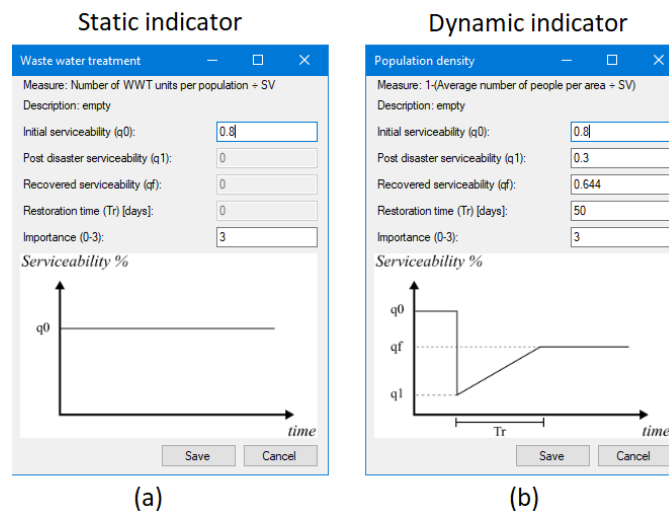 Static indicator
Waste water treatment
Measure: Number of WWT units per population ÷ SV
Description: empty
Initial serviceability (q0): 0.8
Post disaster serviceability (q1): 0
Recovered serviceability (qf): 0
Restoration time (Tr) [days]: 0
Importance (0-3): 3
Serviceability %
q0
time
Save Cancel
(a)
Dynamic indicator
Population density
Measure: 1-(Average number of people per area ÷ SV)
Description: empty
Initial serviceability (q0): 0.8
Post disaster serviceability (q1): 0.3
Recovered serviceability (qf): 0.644
Restoration time (Tr) [days]: 50
Importance (0-3): 3
Serviceability %
q0
qf
q1
Tr
time
Save Cancel
(b)